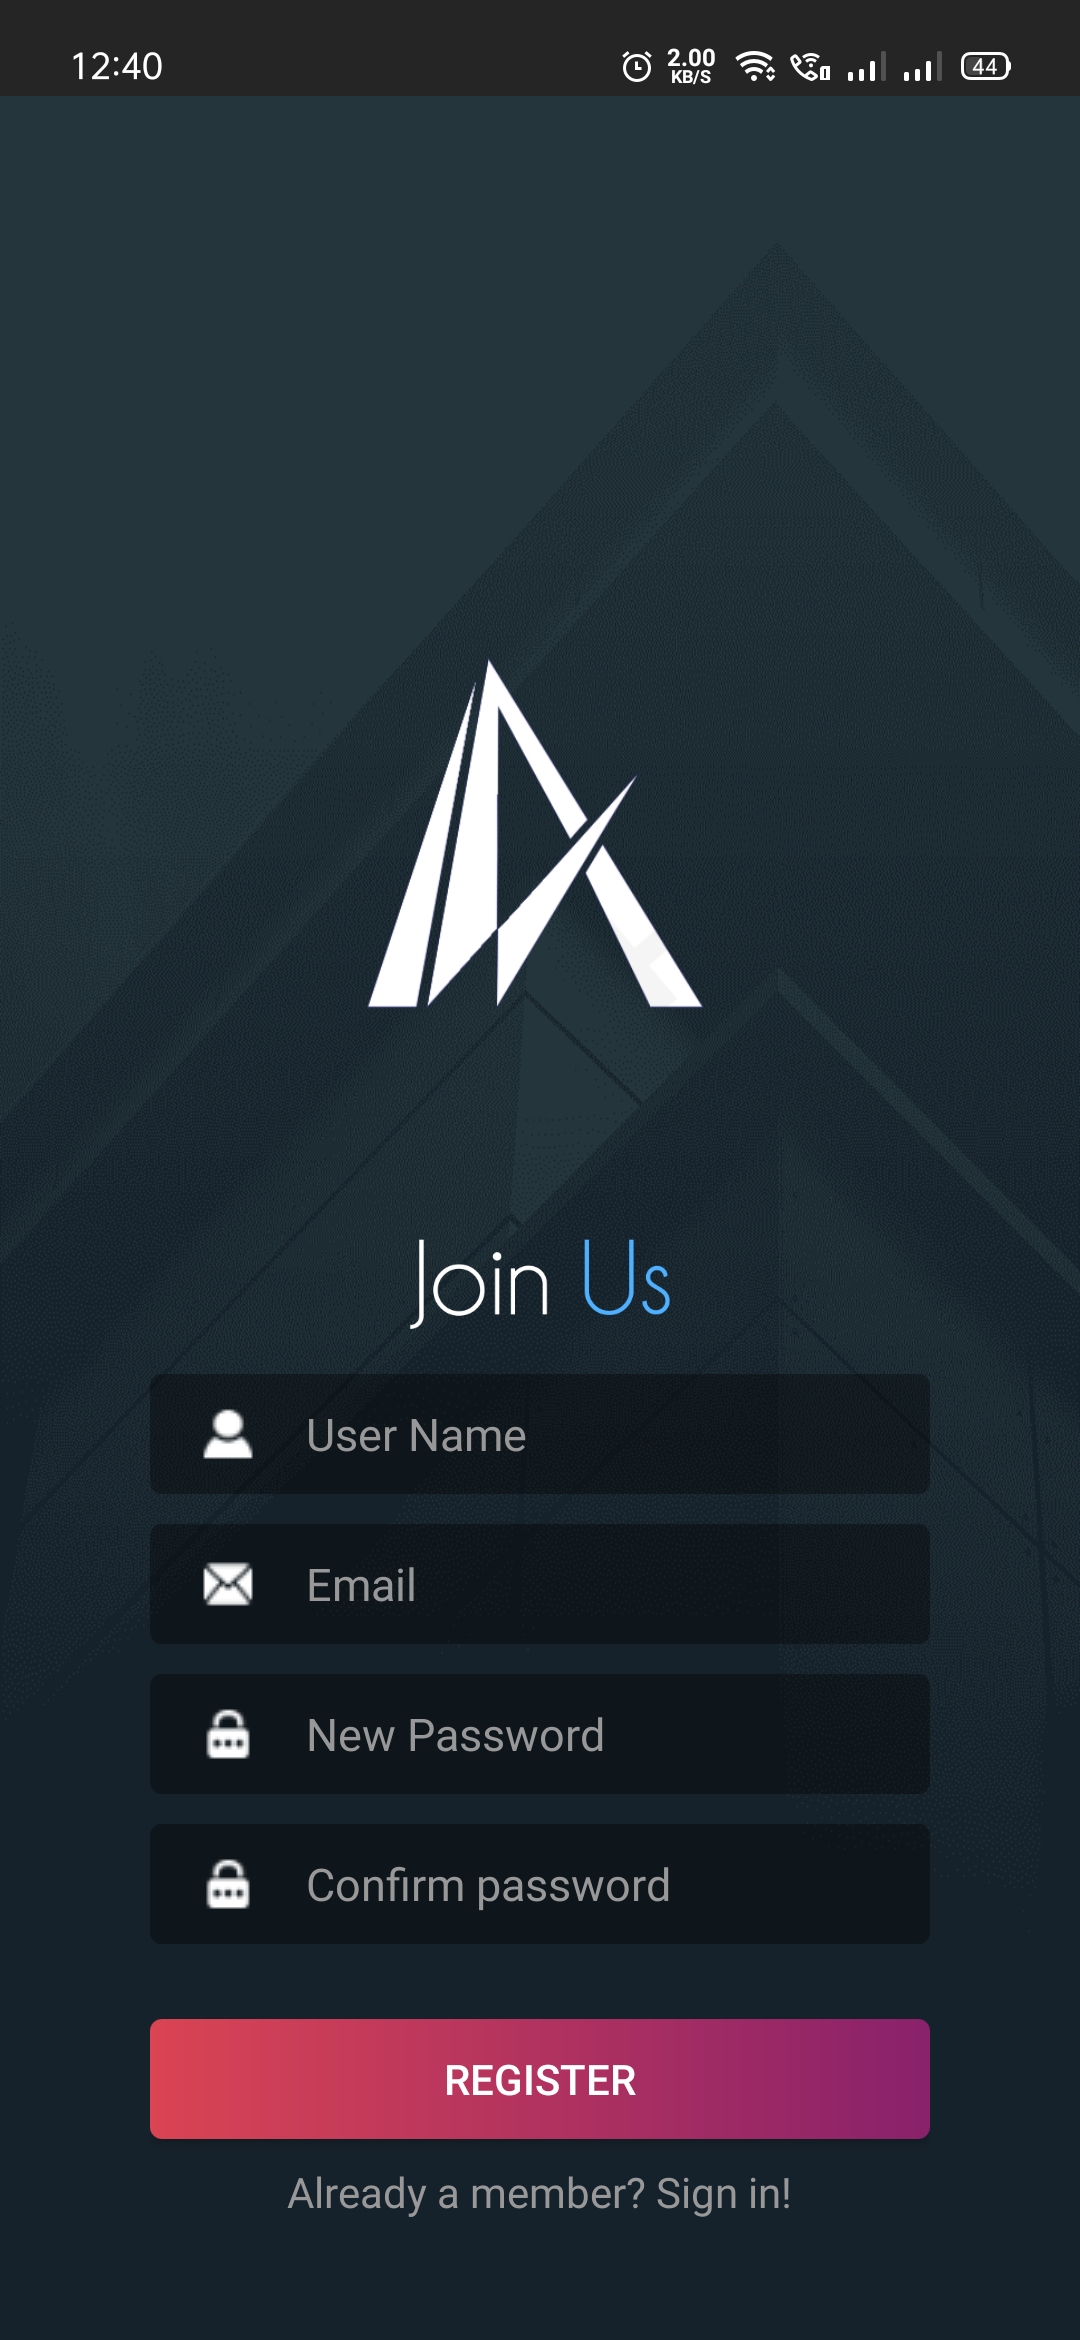 12:40 2.00 KB/S 44
Join Us
User Name
Email
New Password
Confirm password
REGISTER
Already a member? Sign in!